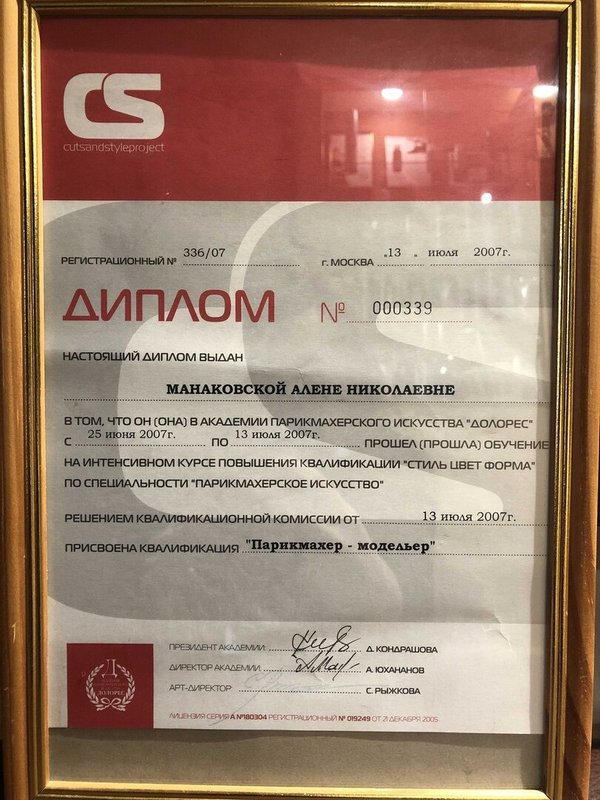 CS
cutsandstyleproject
РЕГИСТРАЦИОННЫЙ № 336/07 г. МОСКВА „13 „ июля 2007г.
ДИПЛОМ № 000339
НАСТОЯЩИЙ ДИПЛОМ ВЫДАН
МАНАКОВСКОЙ АЛЕНЕ НИКОЛАЕВНЕ
В ТОМ, ЧТО ОН (ОНА) В АКАДЕМИИ ПАРИКМАХЕРСКОГО ИСКУССТВА "ДОЛОРЕС"
С 25 июня 2007г. ПО 13 июля 2007г. ПРОШЕЛ (ПРОШЛА) ОБУЧЕНИЕ
НА ИНТЕНСИВНОМ КУРСЕ ПОВЫШЕНИЯ КВАЛИФИКАЦИИ "СТИЛЬ ЦВЕТ ФОРМА"
ПО СПЕЦИАЛЬНОСТИ "ПАРИКМАХЕРСКОЕ ИСКУССТВО"
РЕШЕНИЕМ КВАЛИФИКАЦИОННОЙ КОМИССИИ ОТ 13 июля 2007г.
ПРИСВОЕНА КВАЛИФИКАЦИЯ "Парикмахер - модельер"
ПРЕЗИДЕНТ АКАДЕМИИ Д. КОНДРАШОВА
ДИРЕКТОР АКАДЕМИИ А. ЮХАНАНОВ
АРТ-ДИРЕКТОР С. РЫЖКОВА
ДОЛОРЕС
ЛИЦЕНЗИЯ СЕРИЯ А №180304 РЕГИСТРАЦИОННЫЙ № 019249 ОТ 21 ДЕКАБРЯ 2005